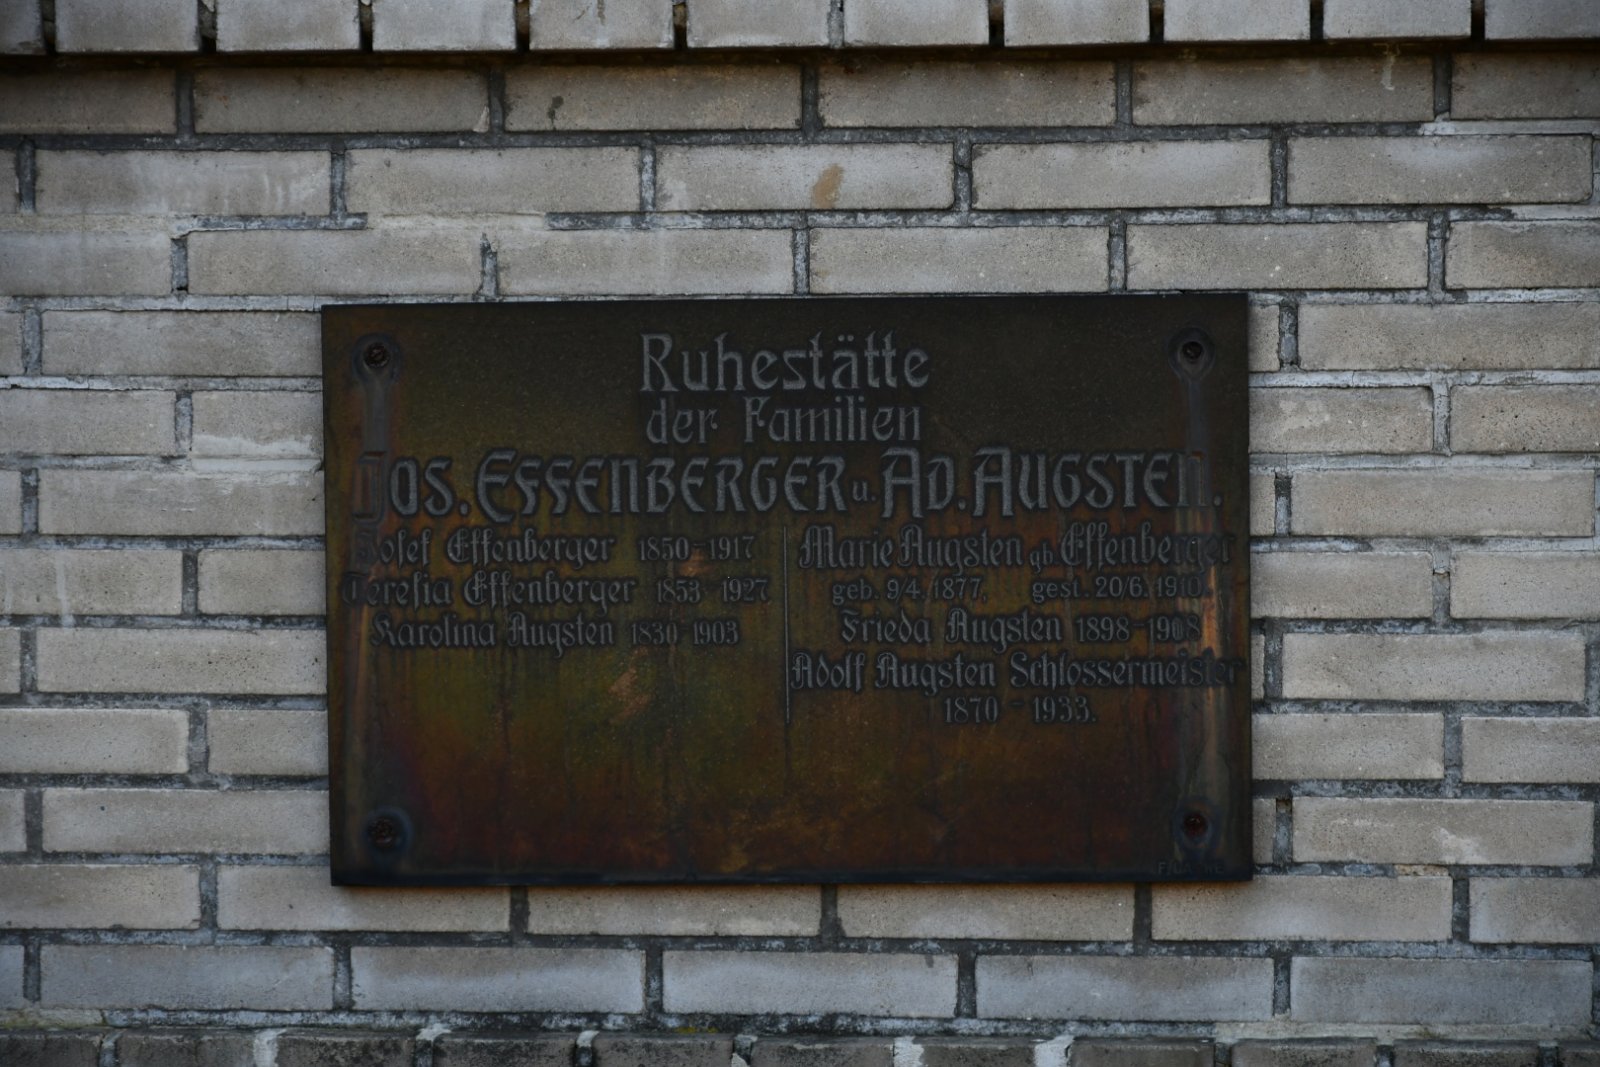 Ruhestätte
der Familien
Jos. Effenberger u. Ad. Augsten.
Josef Effenberger 1850-1917
Teresia Effenberger 1853-1927
Karolina Augsten 1830-1903
Marie Augsten gb. Effenberger
geb. 9/4. 1877, gest. 20/6. 1910.
Frieda Augsten 1898-1908
Adolf Augsten Schlossermeister
1870 - 1933.